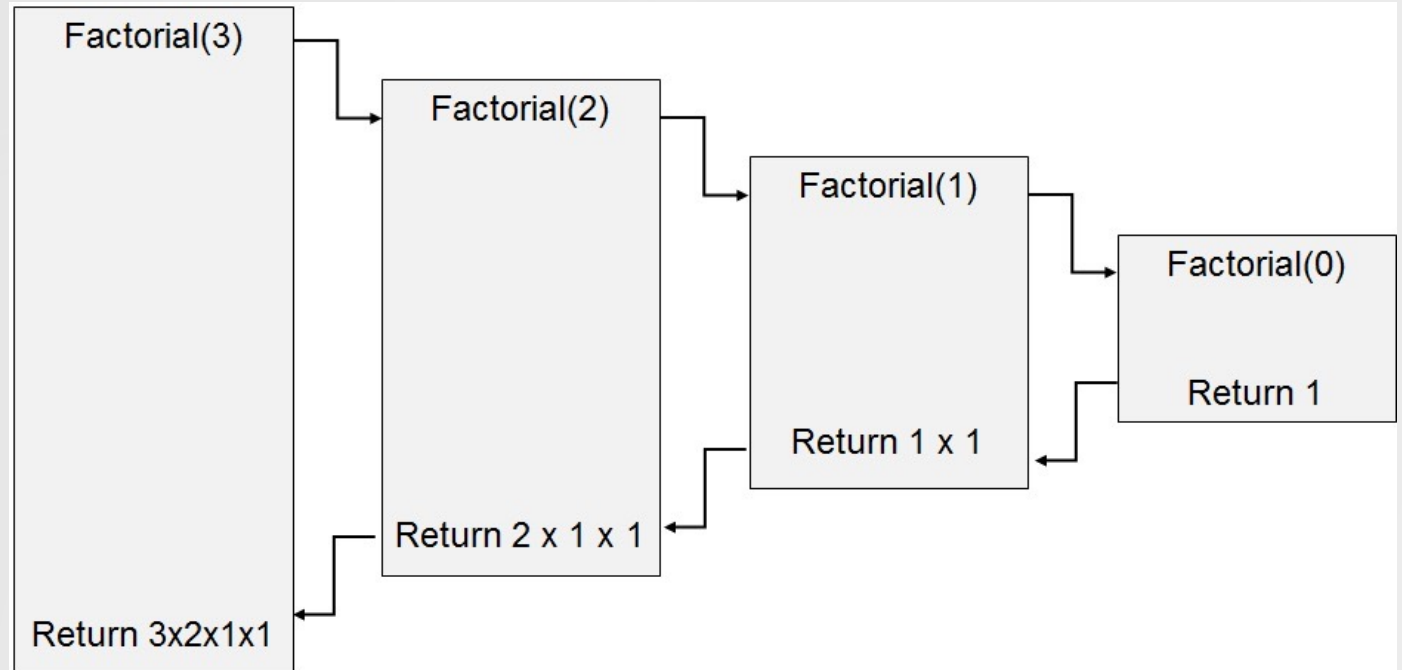 Factorial(3)
Factorial(2)
Factorial(1)
Factorial(0)
Return 1
Return 1 x 1
Return 2 x 1 x 1
Return 3x2x1x1